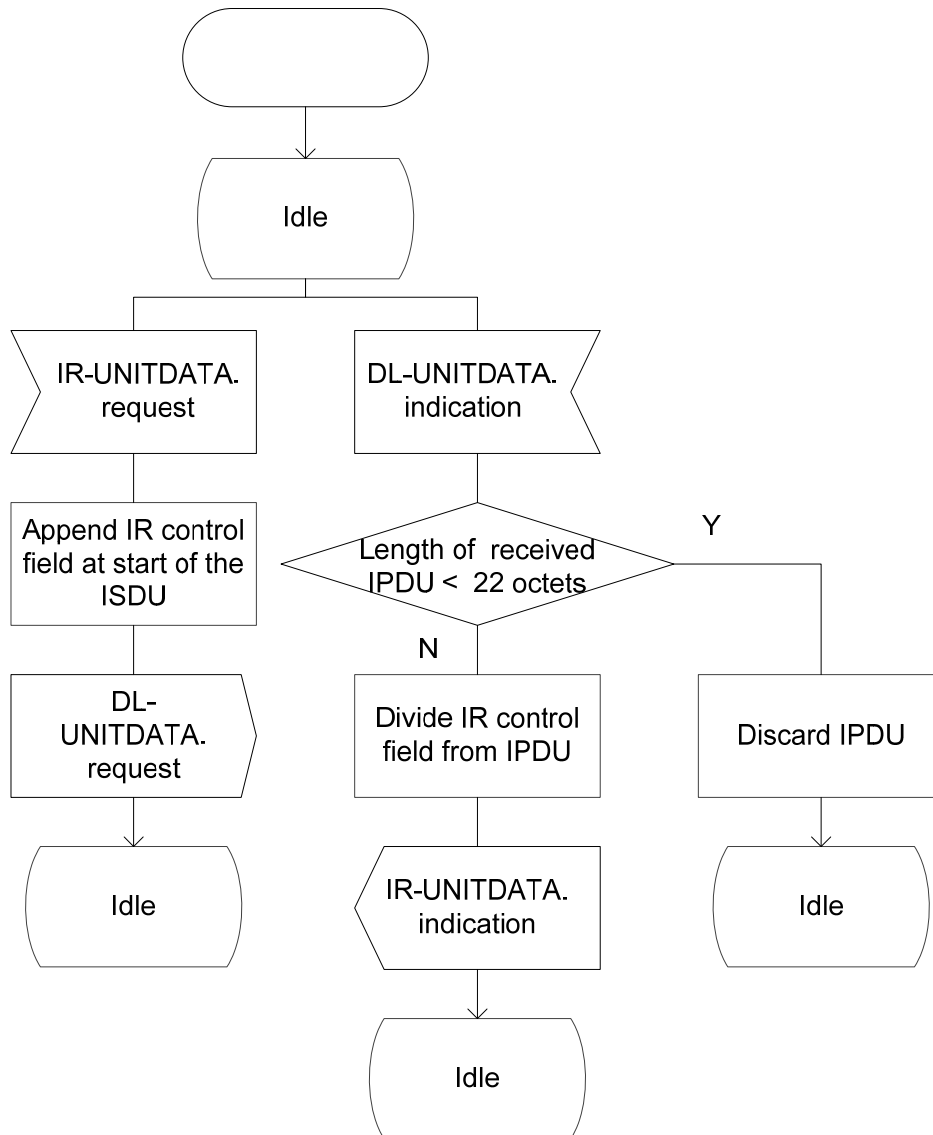 Idle
IR-UNITDATA.
request
DL-UNITDATA.
indication
Append IR control
field at start of the
ISDU
Length of received
IPDU < 22 octets
Y
N
DL-
UNITDATA.
request
Divide IR control
field from IPDU
Discard IPDU
Idle
IR-UNITDATA.
indication
Idle
Idle